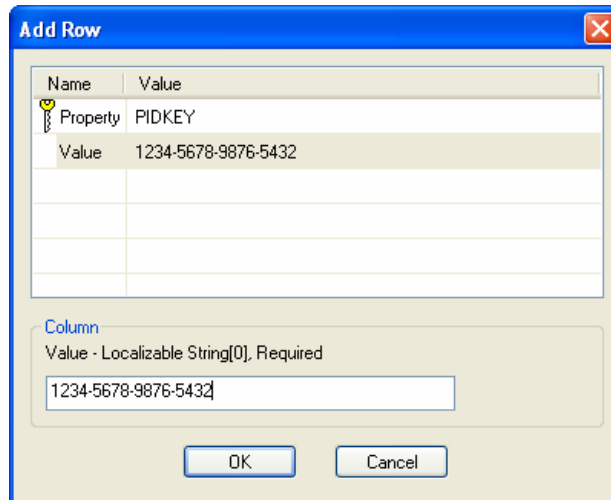 Add Row
Name Value
Property PIDKEY
Value 1234-5678-9876-5432
Column
Value - Localizable String[0], Required
1234-5678-9876-5432
OK Cancel